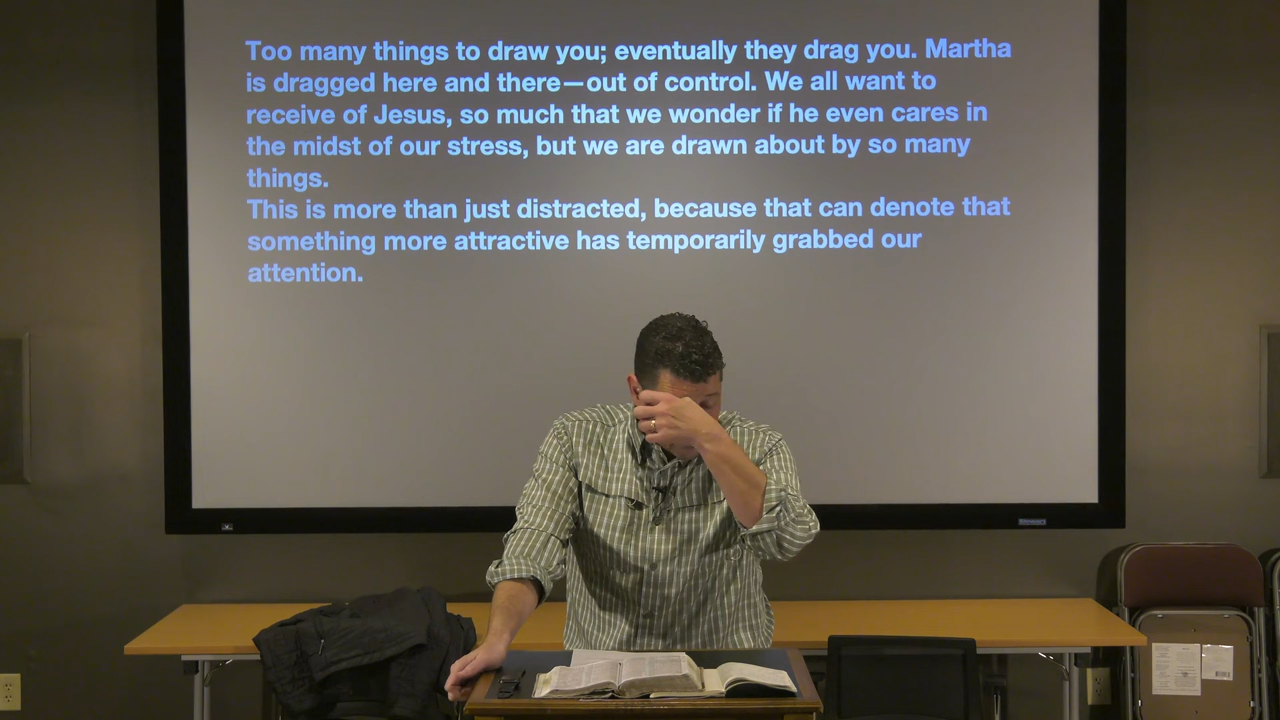 Too many things to draw you; eventually they drag you. Martha
is dragged here and there—out of control. We all want to
receive of Jesus, so much that we wonder if he even cares in
the midst of our stress, but we are drawn about by so many
things.
This is more than just distracted, because that can denote that
something more attractive has temporarily grabbed our
attention.